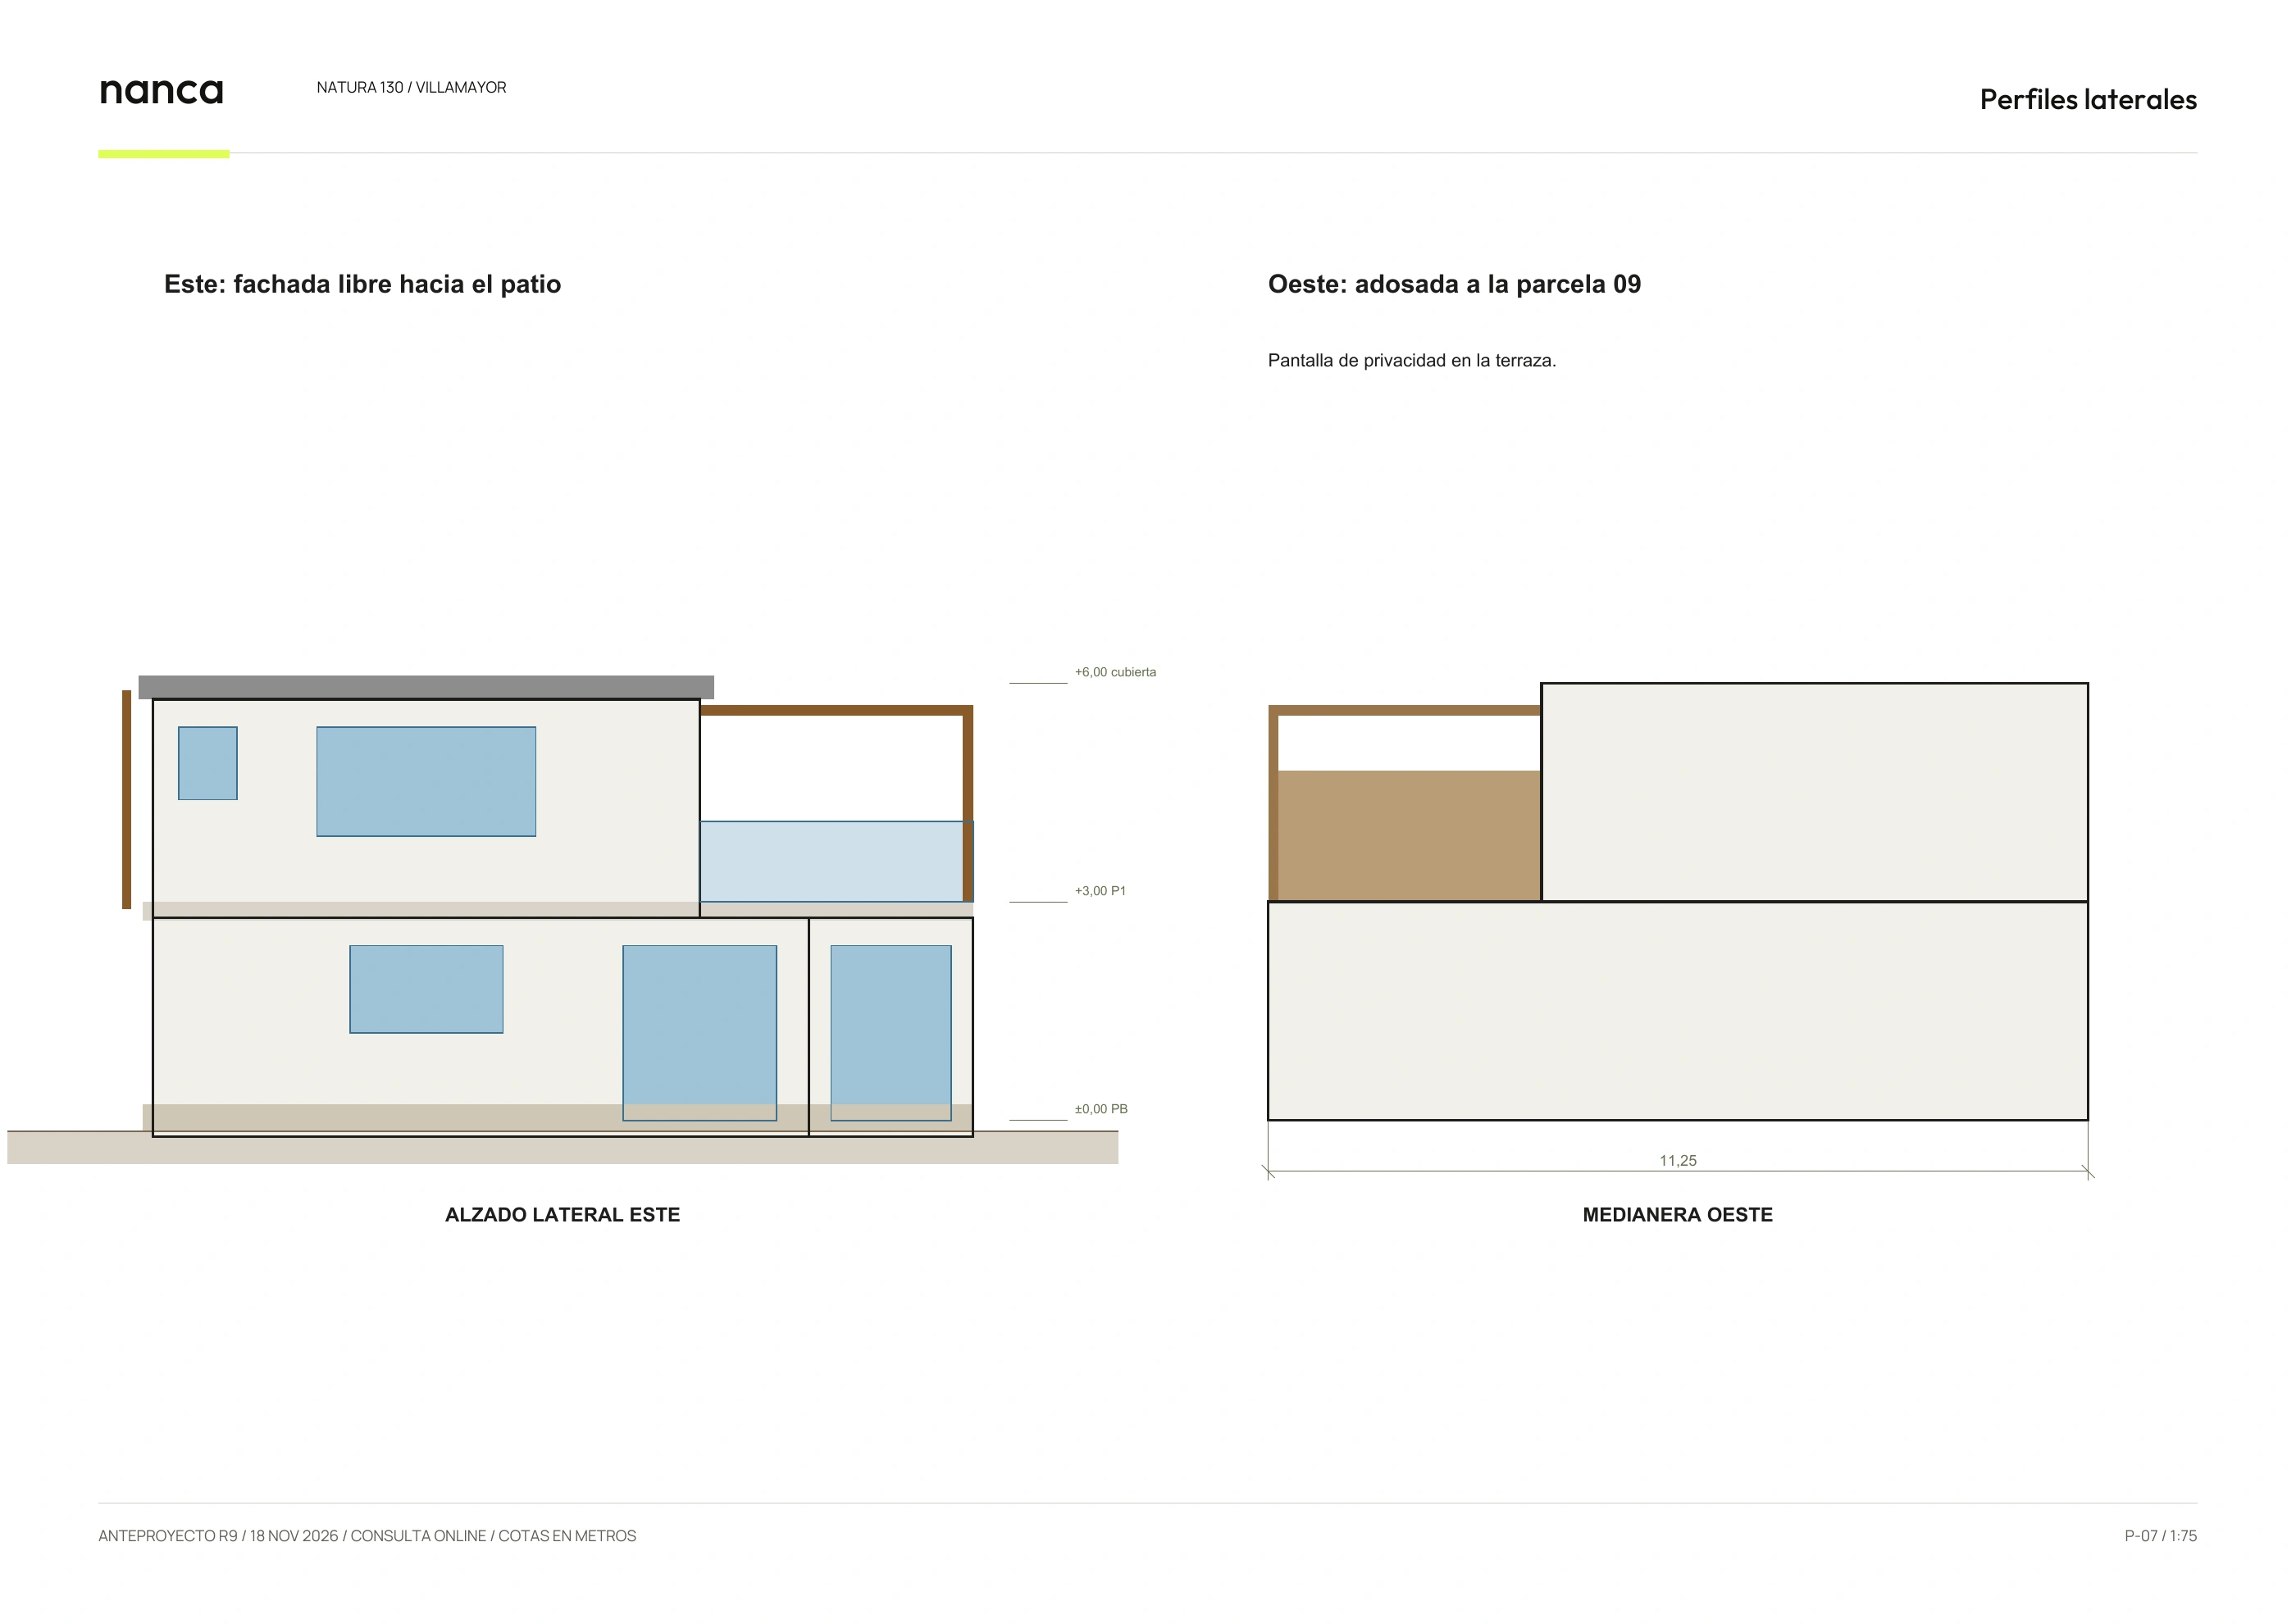 nanca
NATURA 130 / VILLAMAYOR
Perfiles laterales
Este: fachada libre hacia el patio
Oeste: adosada a la parcela 09
Pantalla de privacidad en la terraza.
+6,00 cubierta
+3,00 P1
±0,00 PB
11,25
ALZADO LATERAL ESTE
MEDIANERA OESTE
ANTEPROYECTO R9 / 18 NOV 2026 / CONSULTA ONLINE / COTAS EN METROS
P-07 / 1:75